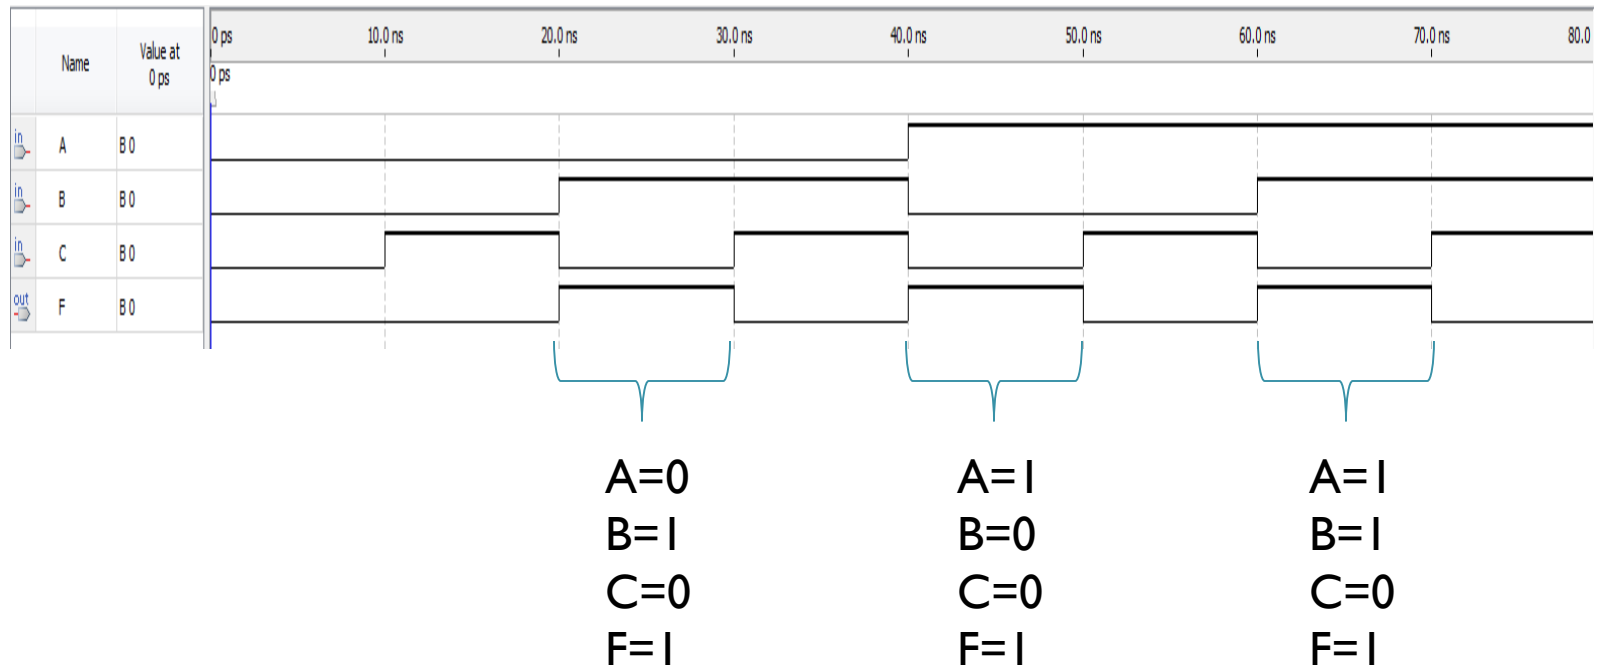 Name Value at 0 ps 0 ps 10.0 ns 20.0 ns 30.0 ns 40.0 ns 50.0 ns 60.0 ns 70.0 ns 80.0
0 ps
in A B 0
in B B 0
in C B 0
out F B 0
A=0
B=1
C=0
F=1
A=1
B=0
C=0
F=1
A=1
B=1
C=0
F=1